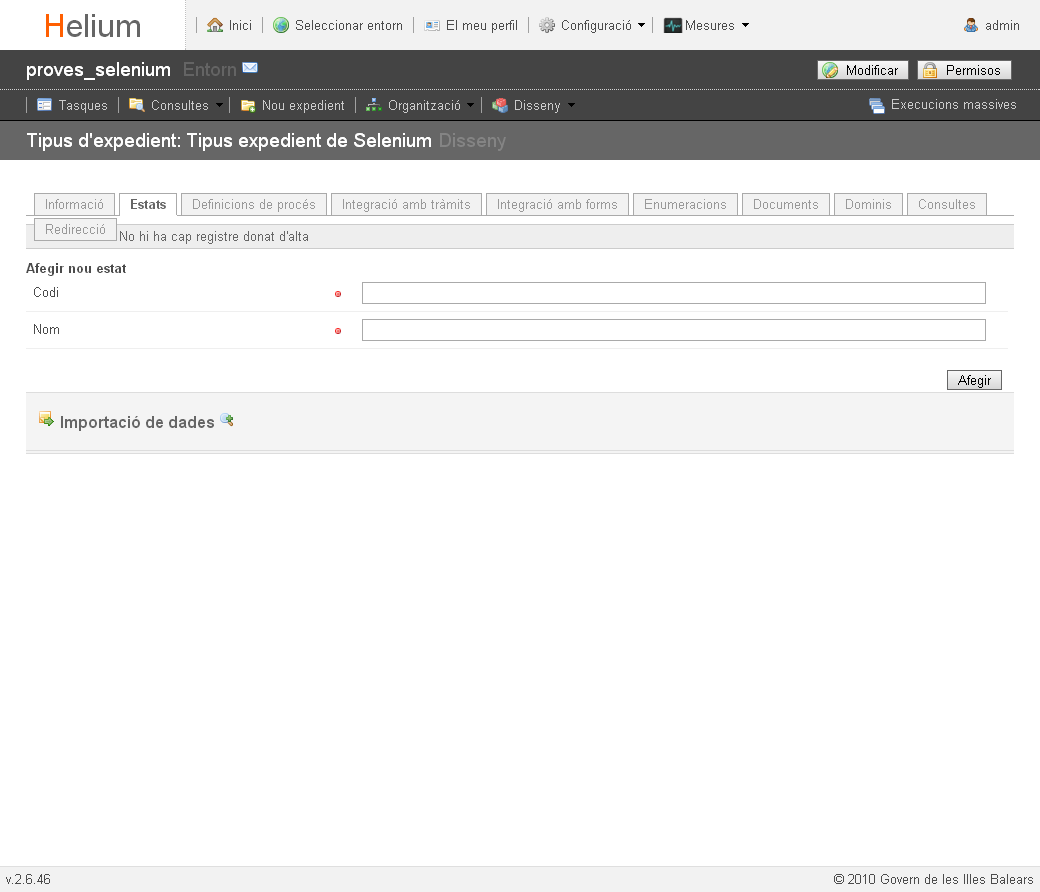 Helium Inici Seleccionar entorn El meu perfil Configuració Mesures admin
proves_selenium Entorn Modificar Permisos
Tasques Consultes Nou expedient Organització Disseny Execucions massives
Tipus d'expedient: Tipus expedient de Selenium Disseny
Informació Estats Definicions de procés Integració amb tràmits Integració amb forms Enumeracions Documents Dominis Consultes
Redirecció No hi ha cap registre donat d'alta
Afegir nou estat
Codi
Nom
Afegir
Importació de dades
v.2.6.46 © 2010 Govern de les Illes Balears